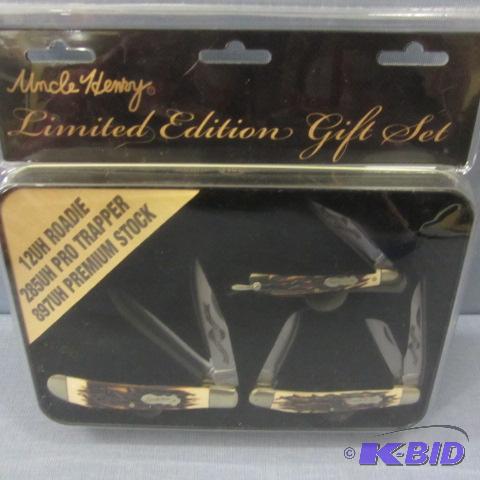 Uncle Henry®
Limited Edition Gift Set
12UH ROADIE
285UH PRO TRAPPER
897UH PREMIUM STOCK
© K-BID